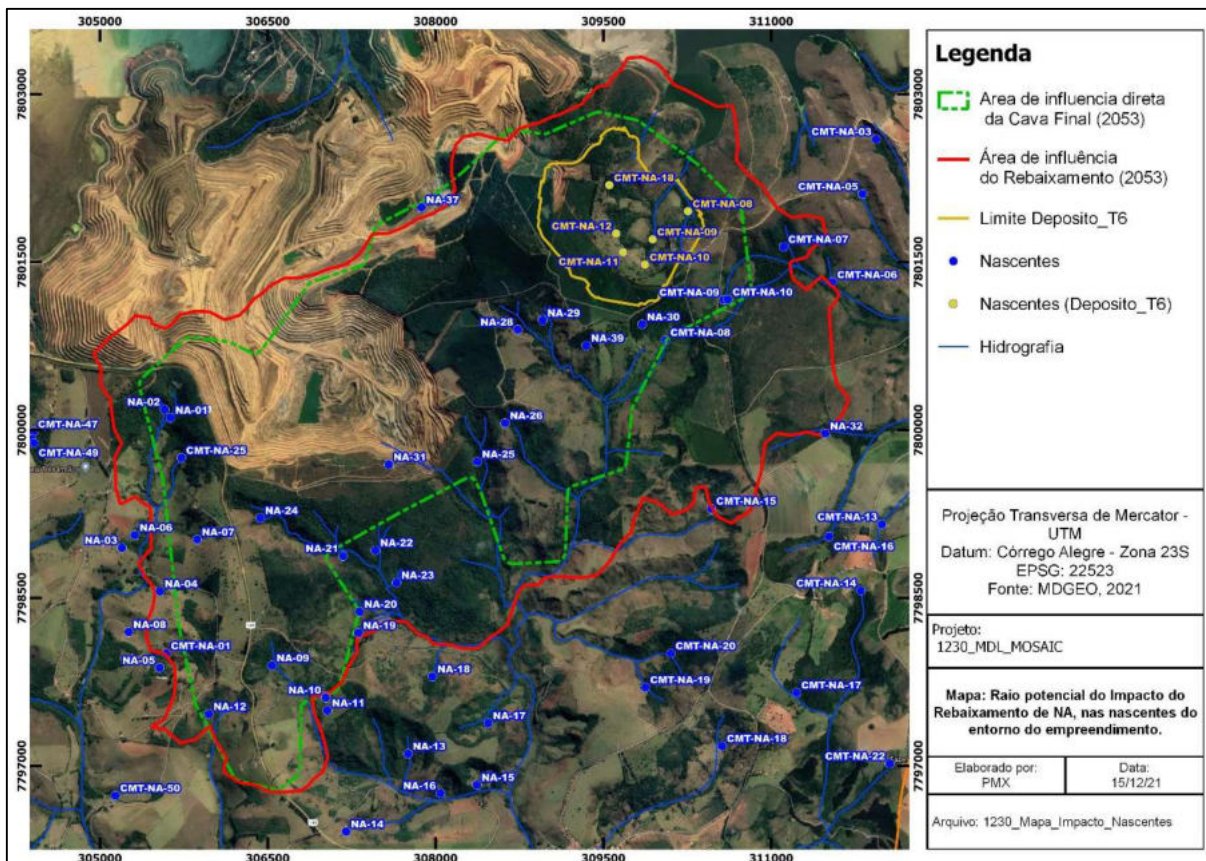 305000
306500
308000
309500
311000
7803000
7801500
7800000
7798500
7797000
7803000
7801500
7800000
7798500
7797000
CMT-NA-03
CMT-NA-18
CMT-NA-05
NA-37
CMT-NA-08
CMT-NA-12
CMT-NA-09
CMT-NA-07
CMT-NA-11
CMT-NA-10
CMT-NA-06
CMT-NA-09
CMT-NA-10
NA-28
NA-29
NA-30
NA-39
CMT-NA-08
NA-02
NA-01
NA-26
CMT-NA-47
NA-32
CMT-NA-49
CMT-NA-25
NA-31
NA-25
CMT-NA-15
NA-24
CMT-NA-13
NA-06
NA-07
NA-03
NA-21
NA-22
CMT-NA-16
NA-04
NA-23
CMT-NA-14
NA-20
NA-08
NA-19
CMT-NA-01
NA-05
NA-09
NA-18
CMT-NA-20
CMT-NA-19
CMT-NA-17
NA-10
NA-11
NA-12
NA-17
NA-13
CMT-NA-18
CMT-NA-22
CMT-NA-50
NA-16
NA-15
NA-14
305000
306500
308000
309500
311000
Legenda
Area de influencia direta
da Cava Final (2053)
Área de influência
do Rebaixamento (2053)
Limite Deposito_T6
Nascentes
Nascentes (Deposito_T6)
Hidrografia
Projeção Transversa de Mercator -
UTM
Datum: Córrego Alegre - Zona 23S
EPSG: 22523
Fonte: MDGEO, 2021
Projeto:
1230_MDL_MOSAIC
Mapa: Raio potencial do Impacto do
Rebaixamento de NA, nas nascentes do
entorno do empreendimento.
Elaborado por:
PMX
Data:
15/12/21
Arquivo: 1230_Mapa_Impacto_Nascentes